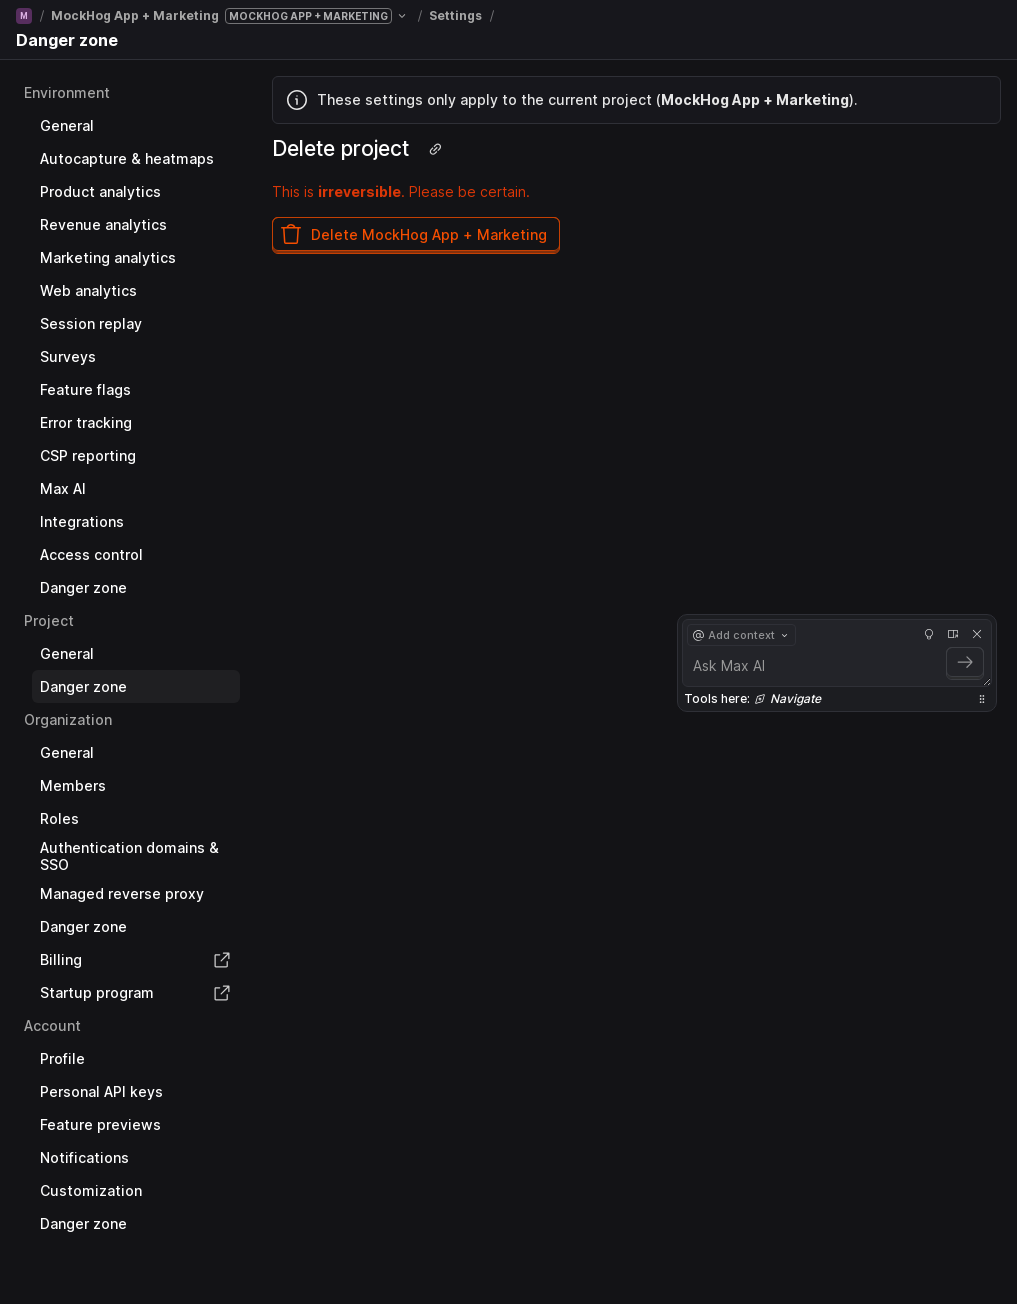 M / MockHog App + Marketing MOCKHOG APP + MARKETING / Settings /
Danger zone
Environment
General
Autocapture & heatmaps
Product analytics
Revenue analytics
Marketing analytics
Web analytics
Session replay
Surveys
Feature flags
Error tracking
CSP reporting
Max AI
Integrations
Access control
Danger zone
Project
General
Danger zone
Organization
General
Members
Roles
Authentication domains &
SSO
Managed reverse proxy
Danger zone
Billing
Startup program
Account
Profile
Personal API keys
Feature previews
Notifications
Customization
Danger zone
These settings only apply to the current project (MockHog App + Marketing).
Delete project
This is irreversible. Please be certain.
Delete MockHog App + Marketing
@ Add context
Ask Max AI
Tools here: Navigate